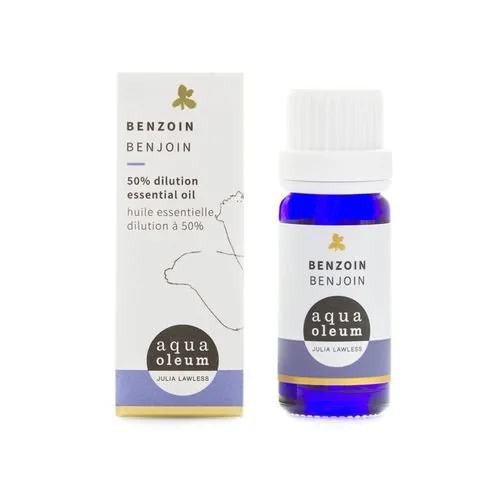 BENZOIN
BENJOIN
50% dilution
essential oil
huile essentielle,
dilution à 50%
aqua
oleum
JULIA LAWLESS
BENZOIN
BENJOIN
aqua
oleum
JULIA LAWLESS